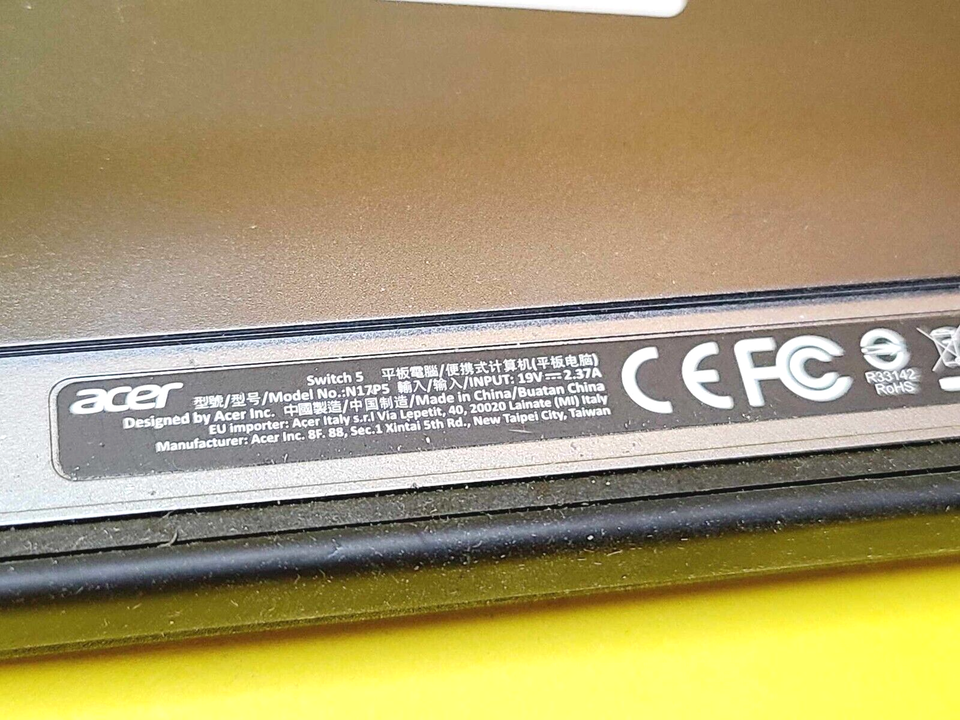 acer
Switch 5 平板電腦/便携式计算机(平板电脑)
型號/型号/Model No.:N17P5 輸入/输入/INPUT: 19V⎓2.37A
Designed by Acer Inc. 中國製造/中国制造/Made in China/Buatan China
EU importer: Acer Italy s.r.l Via Lepetit, 40, 20020 Lainate (MI) Italy
Manufacturer: Acer Inc. 8F. 88, Sec.1 Xintai 5th Rd., New Taipei City, Taiwan
CE FC
R33142
RoHS